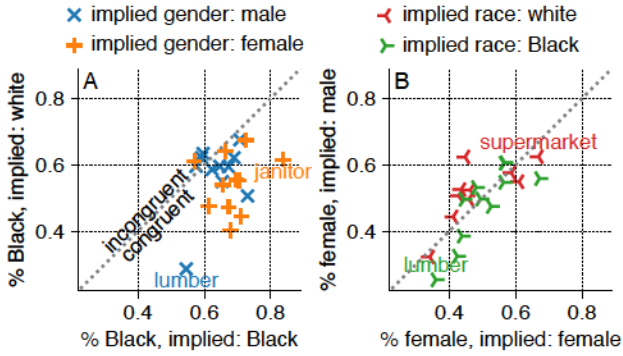 implied gender: male
implied gender: female
implied race: white
implied race: Black
A
% Black, implied: white
0.8
0.6
0.4
incongruent
congruent
janitor
lumber
0.4 0.6 0.8
% Black, implied: Black
B
% female, implied: male
0.8
0.6
0.4
supermarket
lumber
0.4 0.6 0.8
% female, implied: female